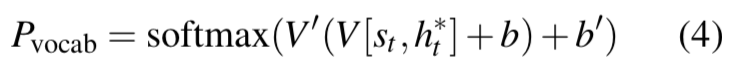 P_vocab = softmax(V′(V[s_t, h_t^*] + b) + b′) (4)